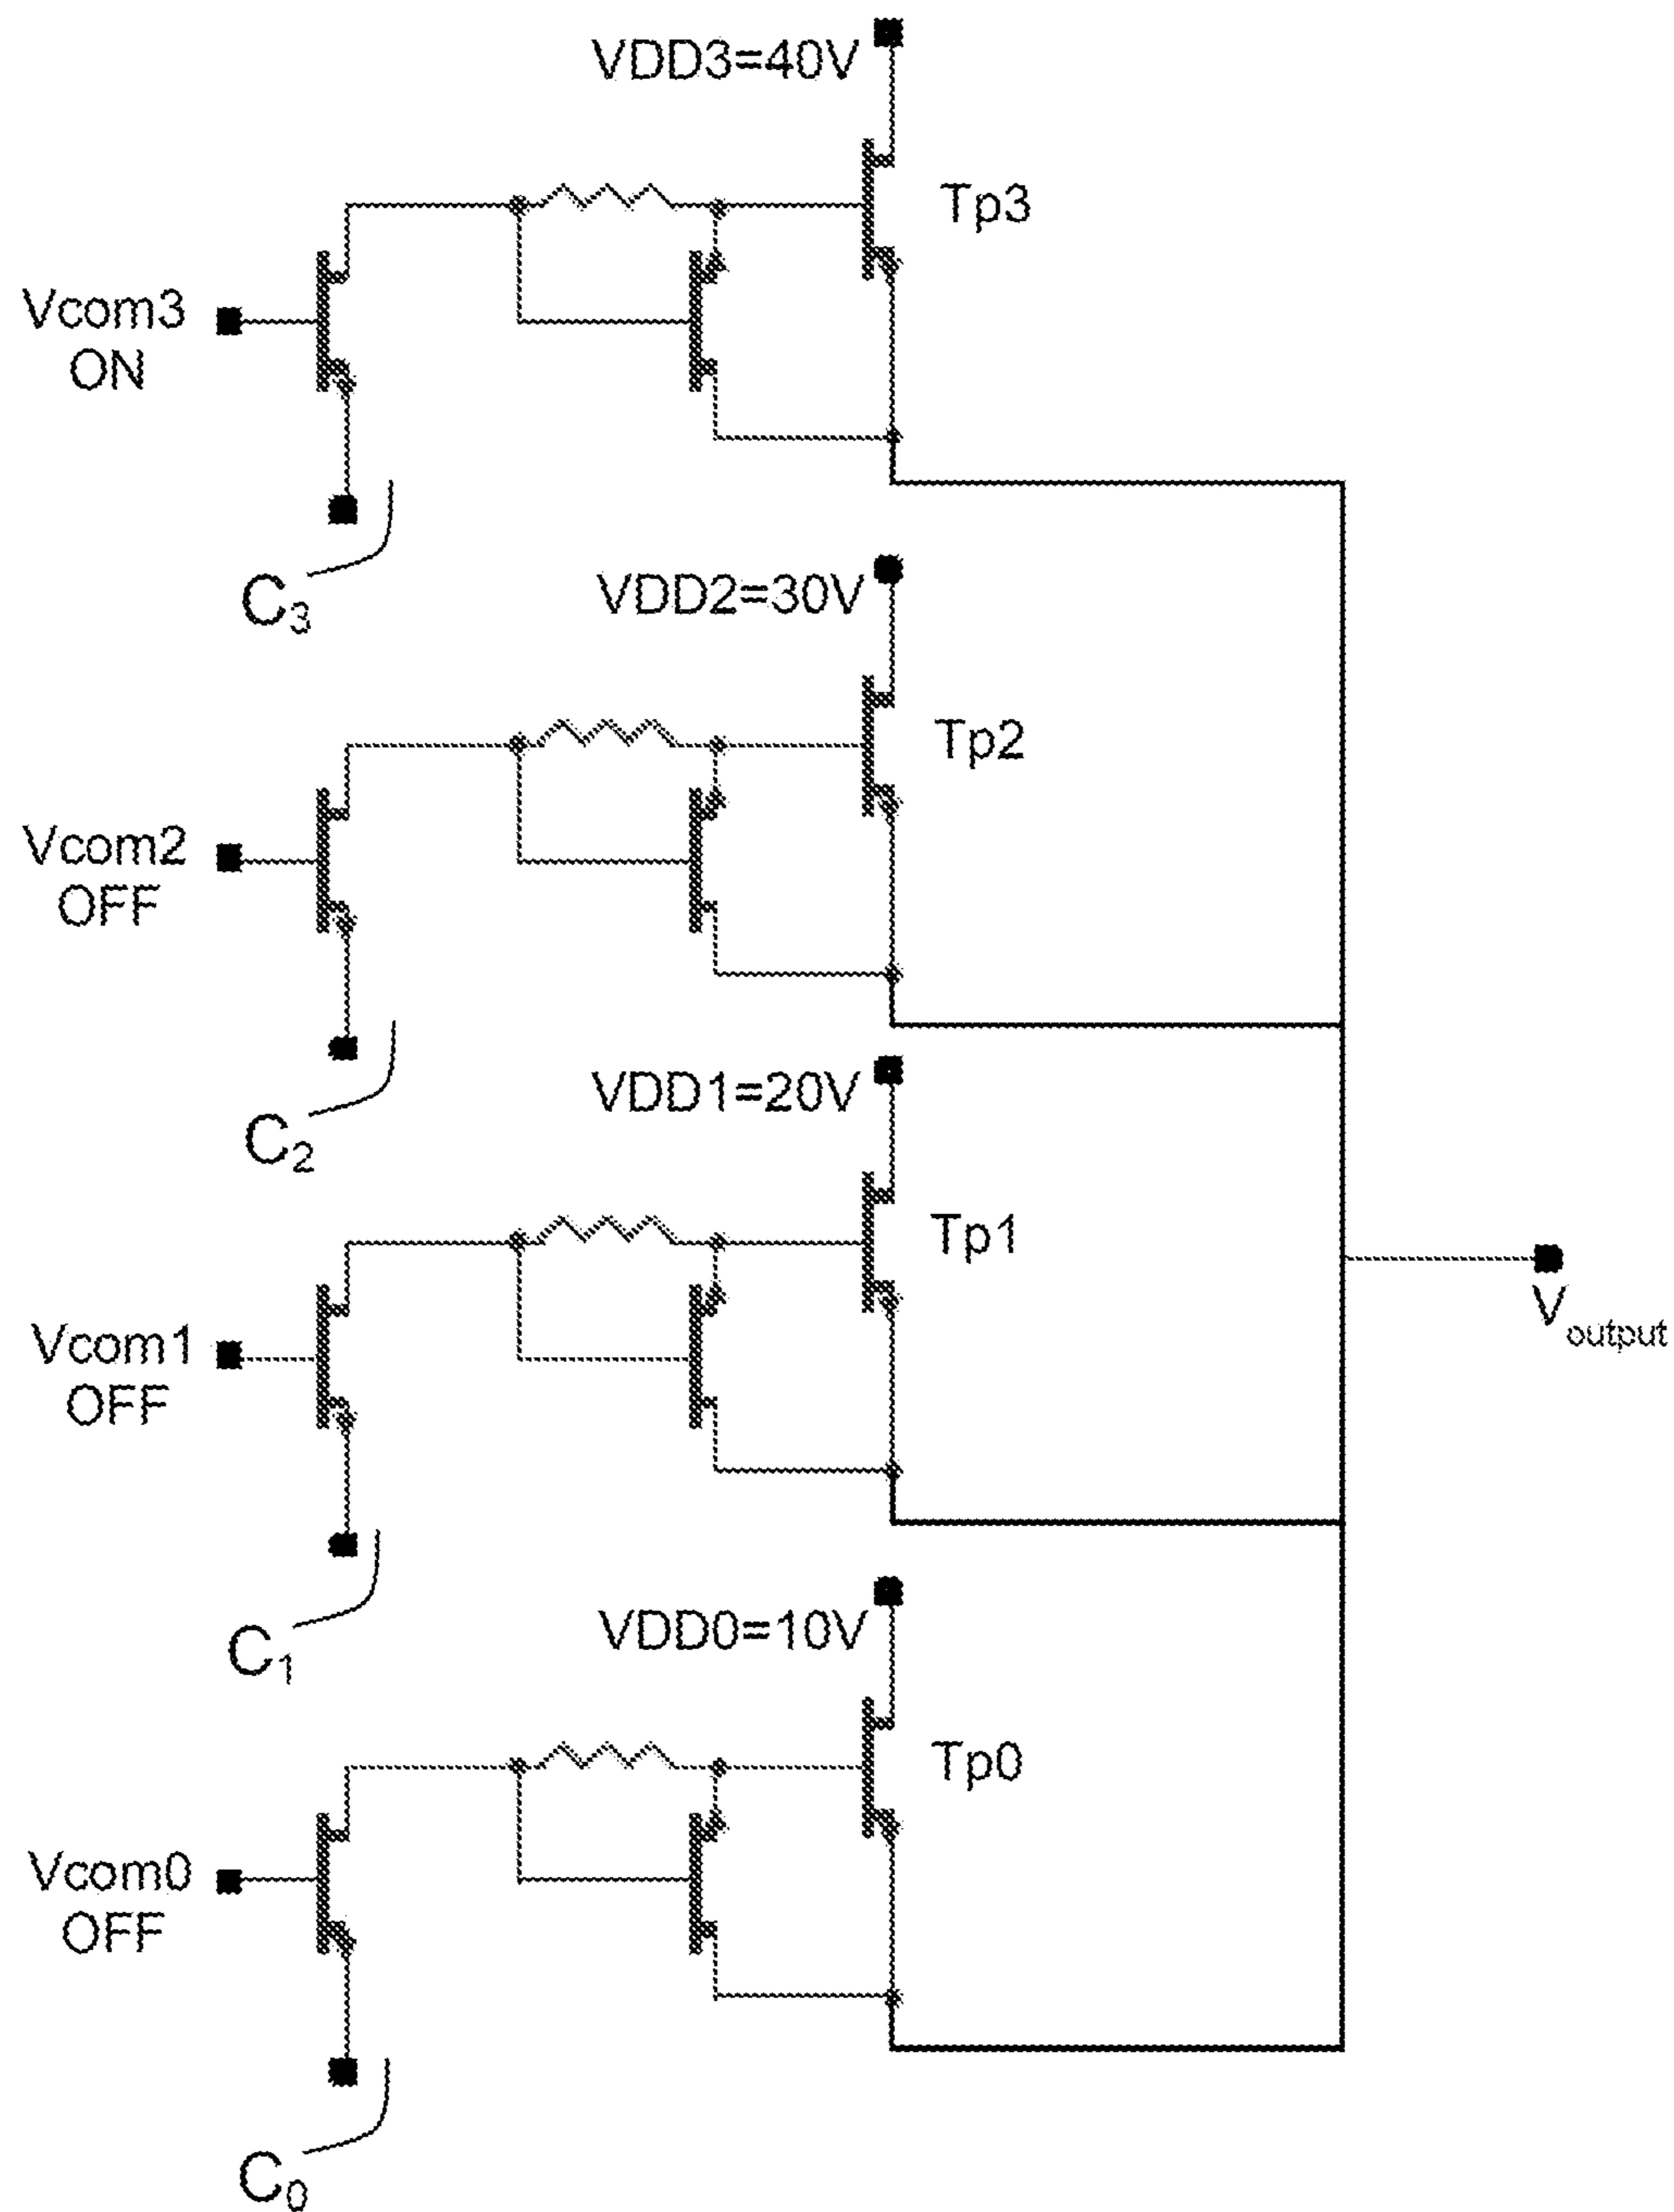 VDD3=40V
Tp3
Vcom3
ON
C3
VDD2=30V
Tp2
Vcom2
OFF
C2
VDD1=20V
Tp1
Vcom1
OFF
Voutput
C1
VDD0=10V
Tp0
Vcom0
OFF
C0